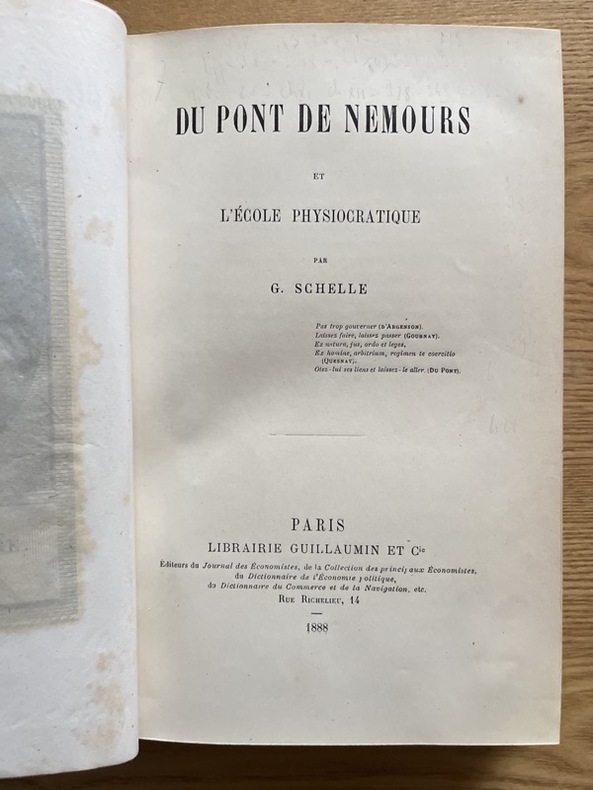 DU PONT DE NEMOURS
ET
L'ÉCOLE PHYSIOCRATIQUE
PAR
G. SCHELLE
Pas trop gouverner (D'ARGENSON).
Laissez faire, laissez passer (GOURNAY).
Ex natura, jus, ordo et leges,
Ex homine, arbitrium, regimen te coercitio
(QUESNAY).
Otez-lui ses liens et laissez-le aller. (DU PONT).
PARIS
LIBRAIRIE GUILLAUMIN ET Cie
Éditeurs du Journal des Économistes, de la Collection des principaux Économistes,
du Dictionnaire de l'Économie politique,
du Dictionnaire du Commerce et de la Navigation, etc.
RUE RICHELIEU, 14
1888